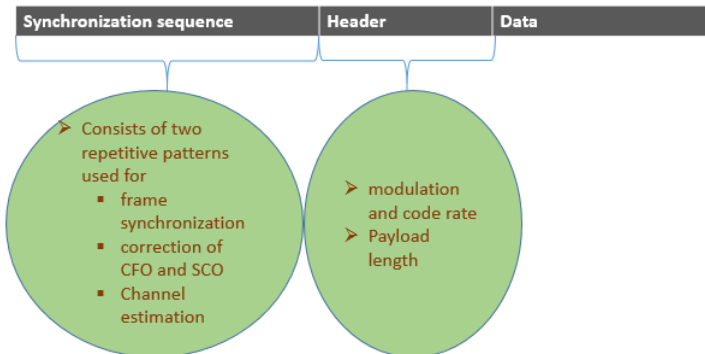 Synchronization sequence
Header
Data
➢ Consists of two
repetitive patterns
used for
▪ frame
synchronization
▪ correction of
CFO and SCO
▪ Channel
estimation
➢ modulation
and code rate
➢ Payload
length